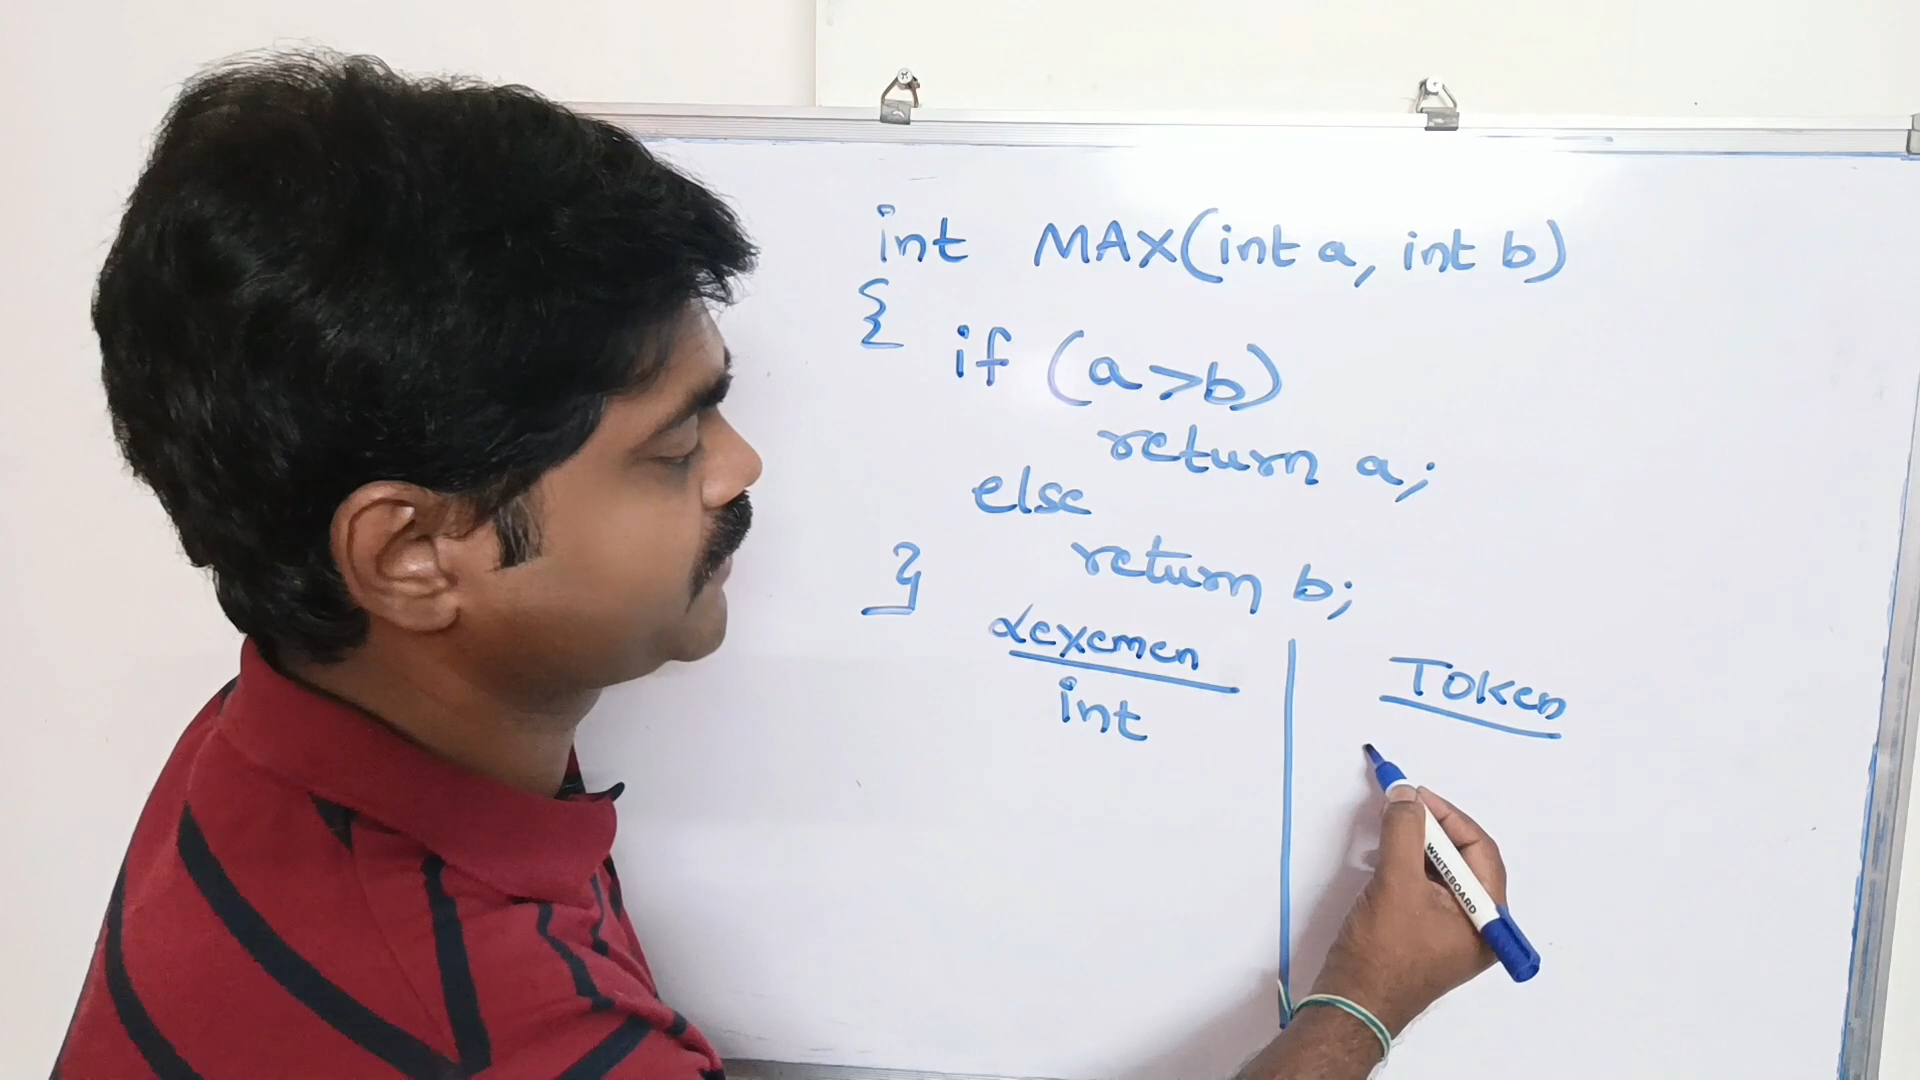 int MAX(int a, int b)
{
if (a>b)
return a;
else
return b;
}
Lexemen
Token
int
WHITEBOARD